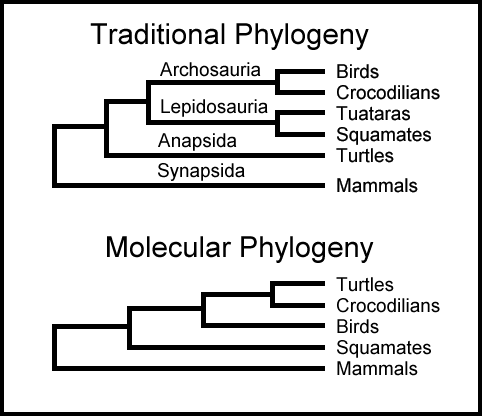 Traditional Phylogeny
Archosauria
Birds
Crocodilians
Lepidosauria
Tuataras
Squamates
Anapsida
Turtles
Synapsida
Mammals
Molecular Phylogeny
Turtles
Crocodilians
Birds
Squamates
Mammals